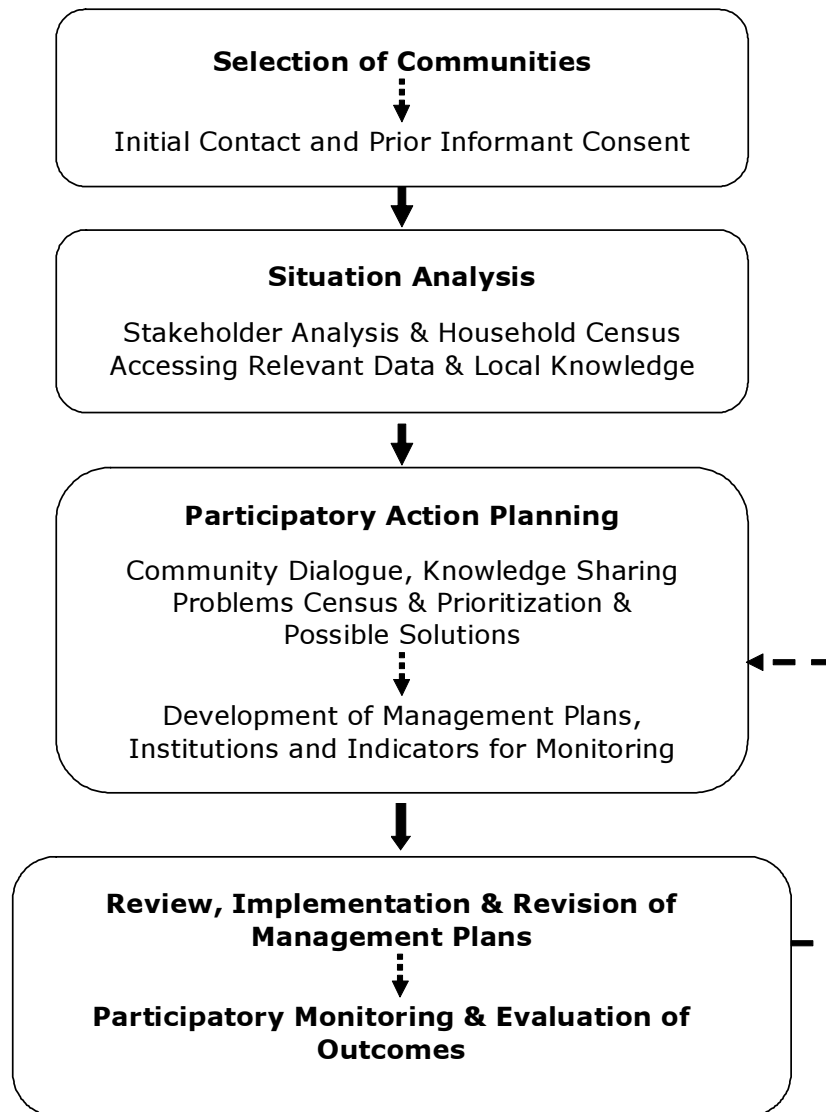 Selection of Communities
Initial Contact and Prior Informant Consent
Situation Analysis
Stakeholder Analysis & Household Census
Accessing Relevant Data & Local Knowledge
Participatory Action Planning
Community Dialogue, Knowledge Sharing
Problems Census & Prioritization &
Possible Solutions
Development of Management Plans,
Institutions and Indicators for Monitoring
Review, Implementation & Revision of
Management Plans
Participatory Monitoring & Evaluation of
Outcomes